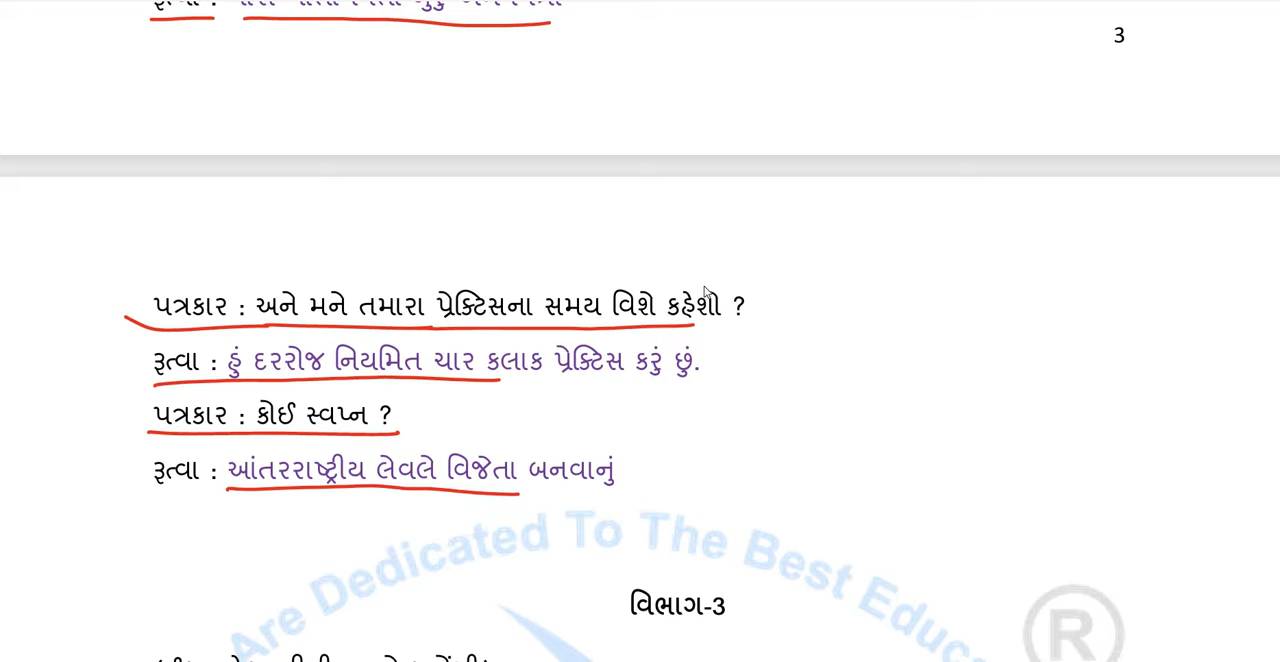 3
પત્રકાર : અને મને તમારા પ્રેક્ટિસના સમય વિશે કહેશો ?
રુત્વા : હું દરરોજ નિયમિત ચાર કલાક પ્રેક્ટિસ કરું છું.
પત્રકાર : કોઈ સ્વપ્ન ?
રુત્વા : આંતરરાષ્ટ્રીય લેવલે વિજેતા બનવાનું
Are Dedicated To The Best Educa
વિભાગ-3
R